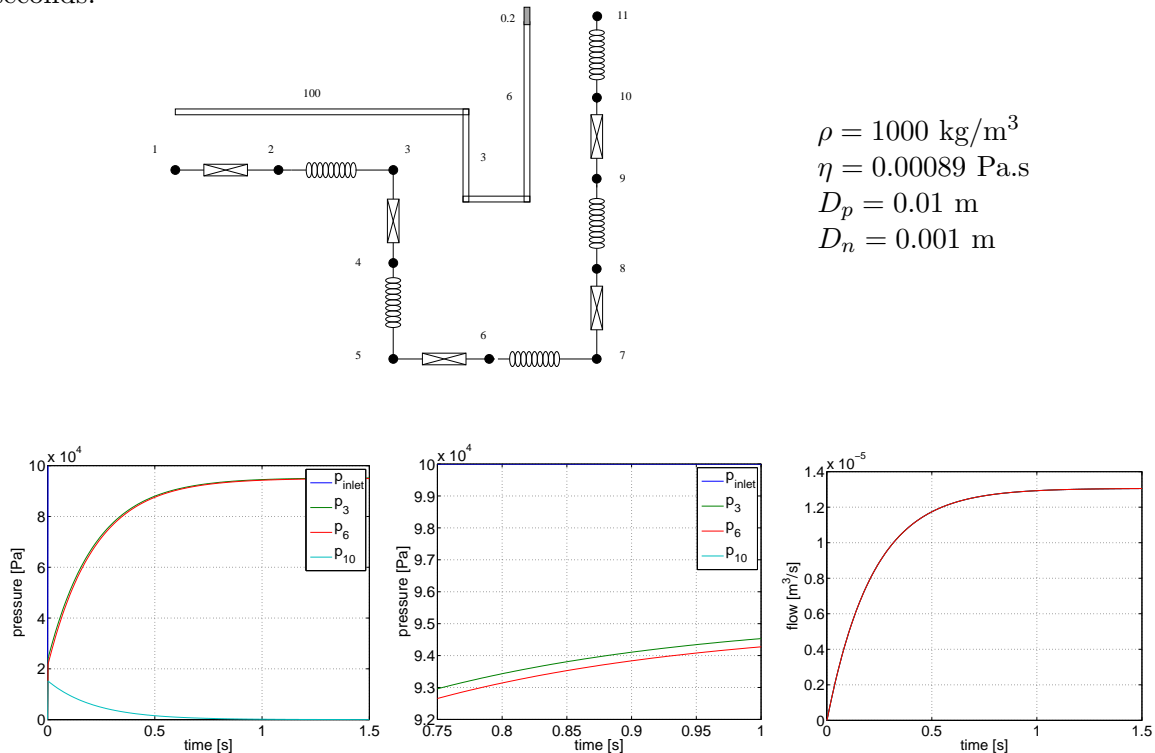 seconds.
0.2
11
100
6
10
1
2
3
3
9
4
8
5
6
7
ρ = 1000 kg/m³
η = 0.00089 Pa.s
D_p = 0.01 m
D_n = 0.001 m
x 10⁴
10
8
6
4
2
0
0
0.5
1
1.5
pressure [Pa]
time [s]
p_inlet
p_3
p_6
p_10
x 10⁴
10
9.9
9.8
9.7
9.6
9.5
9.4
9.3
9.2
0.75
0.8
0.85
0.9
0.95
1
pressure [Pa]
time [s]
p_inlet
p_3
p_6
p_10
x 10⁻⁵
1.4
1.2
1
0.8
0.6
0.4
0.2
0
0
0.5
1
1.5
flow [m³/s]
time [s]